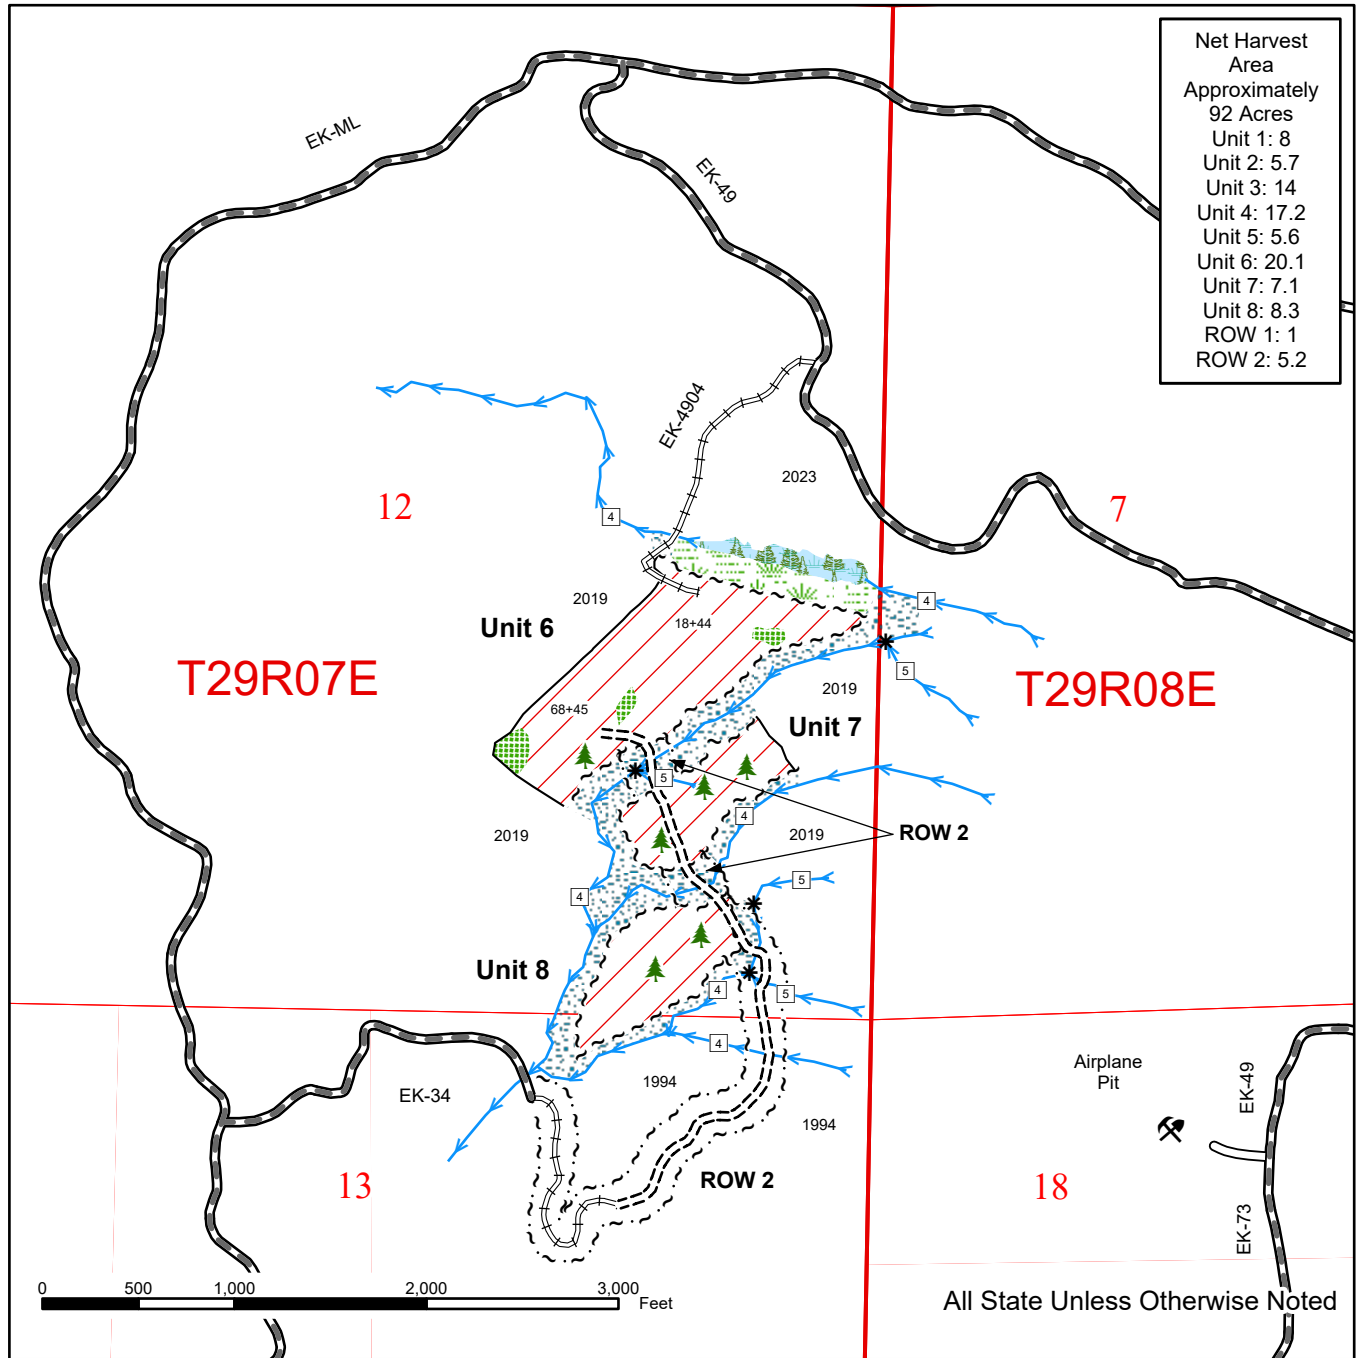 Net Harvest
Area
Approximately
92 Acres
Unit 1: 8
Unit 2: 5.7
Unit 3: 14
Unit 4: 17.2
Unit 5: 5.6
Unit 6: 20.1
Unit 7: 7.1
Unit 8: 8.3
ROW 1: 1
ROW 2: 5.2
EK-ML
EK-49
EK-4904
2023
12
7
4
4
2019
Unit 6
18+44
5
T29R07E
T29R08E
2019
68+45
Unit 7
5
4
2019
2019
ROW 2
5
4
Unit 8
4
5
4
EK-34
1994
1994
Airplane
Pit
EK-49
13
ROW 2
18
EK-73
0 500 1,000 2,000 3,000
Feet
All State Unless Otherwise Noted